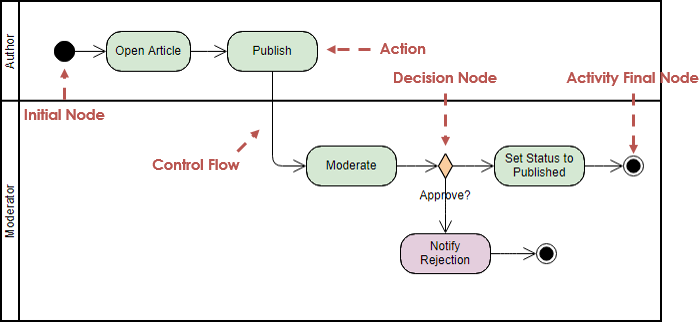 Author
Open Article
Publish
Action
Decision Node
Activity Final Node
Initial Node
Control Flow
Moderator
Moderate
Set Status to
Published
Approve?
Notify
Rejection